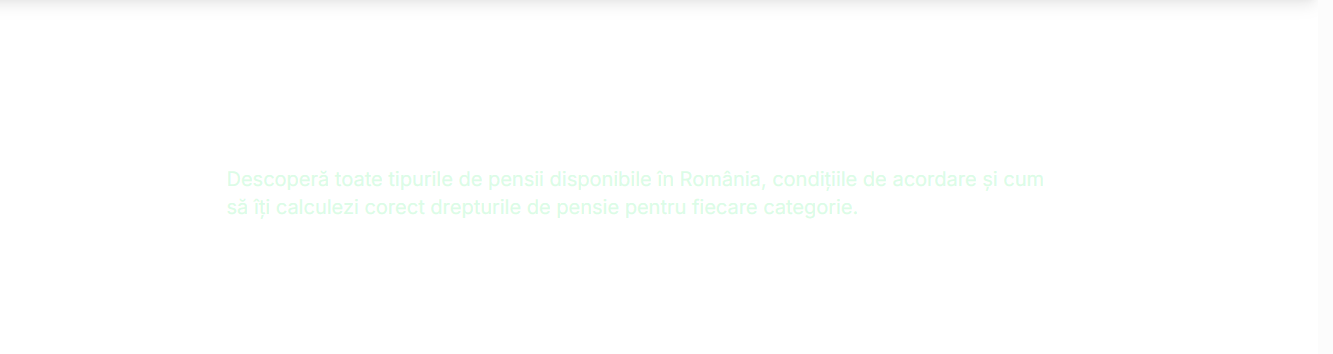 Descoperă toate tipurile de pensii disponibile în România, condițiile de acordare și cum
să îți calculezi corect drepturile de pensie pentru fiecare categorie.